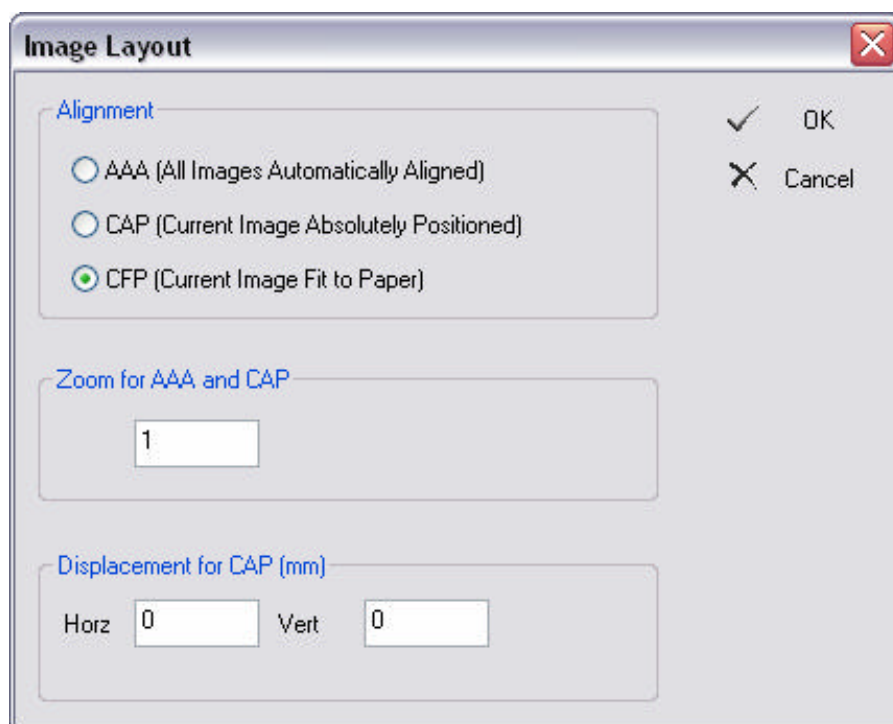 Image Layout
Alignment
AAA (All Images Automatically Aligned)
CAP (Current Image Absolutely Positioned)
CFP (Current Image Fit to Paper)
OK
Cancel
Zoom for AAA and CAP
1
Displacement for CAP (mm)
Horz 0 Vert 0